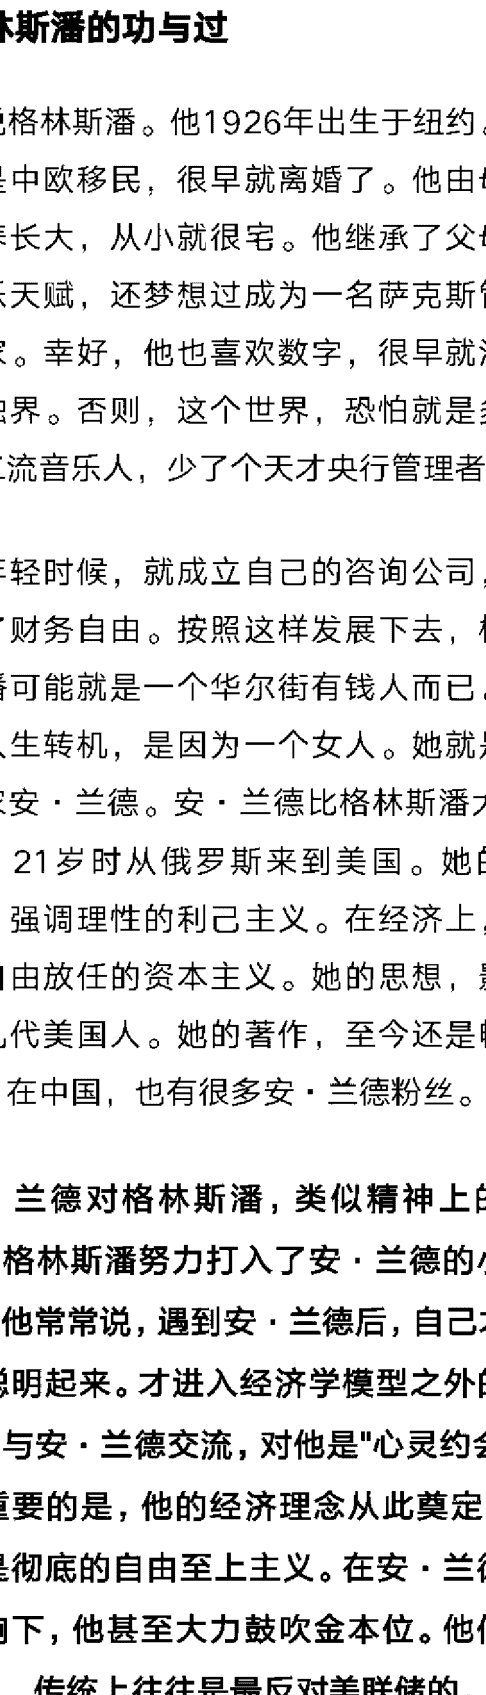 林斯潘的功与过
格林斯潘。他1926年出生于纽约。
是中欧移民，很早就离婚了。他由母
养长大，从小就很宅。他继承了父母
乐天赋，还梦想过成为一名萨克斯管
家。幸好，他也喜欢数字，很早就
融界。否则，这个世界，恐怕就是多
二流音乐人，少了个天才央行管理者
年轻时候，就成立自己的咨询公司，
了财务自由。按照这样发展下去，格
潘可能就是一个华尔街有钱人而已。
人生转机，是因为一个女人。她就是
家安·兰德。安·兰德比格林斯潘大
21岁时从俄罗斯来到美国。她的
强调理性的利己主义。在经济上，
自由放任的资本主义。她的思想，影
几代美国人。她的著作，至今还是畅
在中国，也有很多安·兰德粉丝。
兰德对格林斯潘，类似精神上的
格林斯潘努力打入了安·兰德的小
他常常说，遇到安·兰德后，自己才
聪明起来。才进入经济学模型之外的
与安·兰德交流，对他是"心灵约会
重要的是，他的经济理念从此奠定
是彻底的自由至上主义。在安·兰德
响下，他甚至大力鼓吹金本位。他们
传统上往往是最反对美联储的，